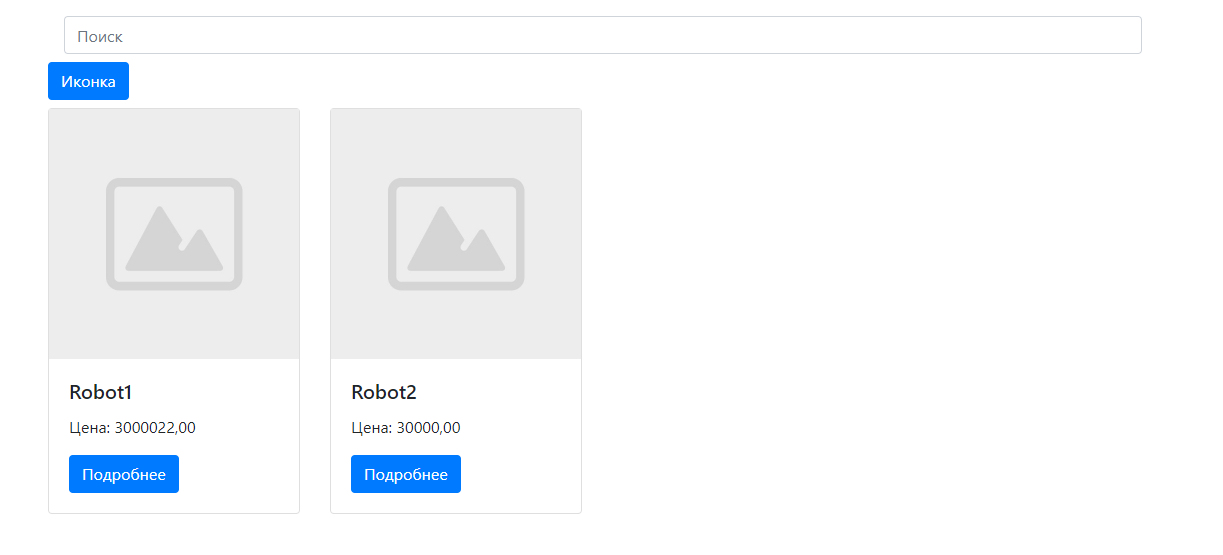 Поиск
Иконка
Robot1
Robot2
Цена: 3000022,00
Цена: 30000,00
Подробнее
Подробнее